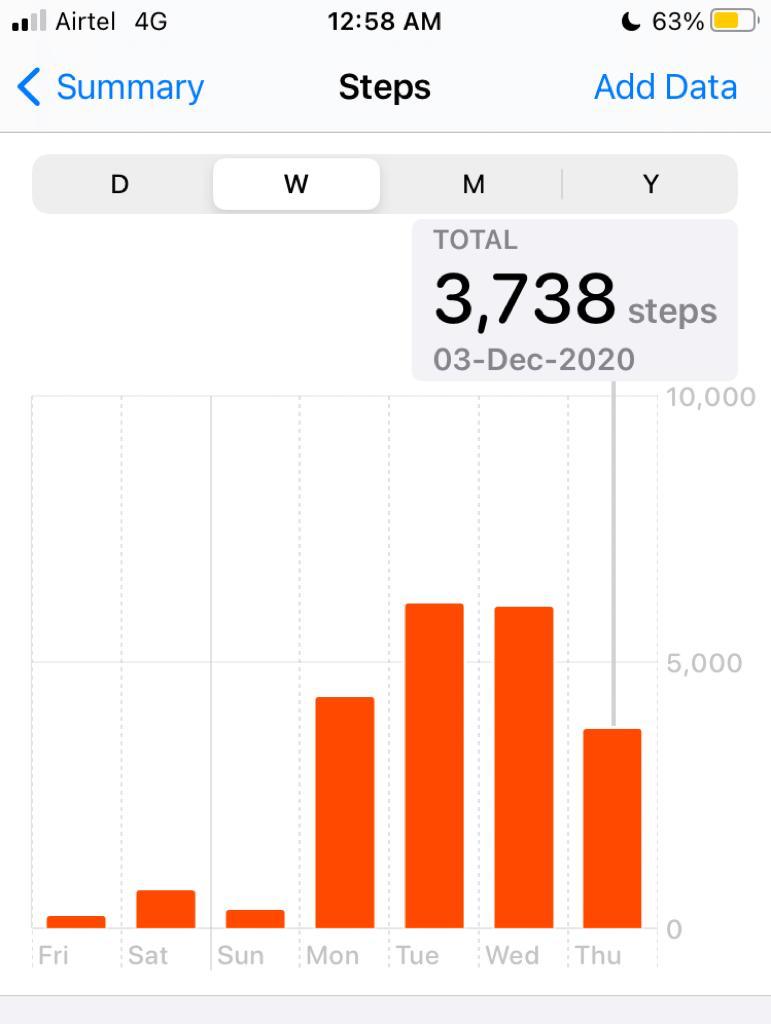 Airtel 4G 12:58 AM 63%
Summary Steps Add Data
D W M Y
TOTAL
3,738 steps
03-Dec-2020
10,000
5,000
0
Fri Sat Sun Mon Tue Wed Thu